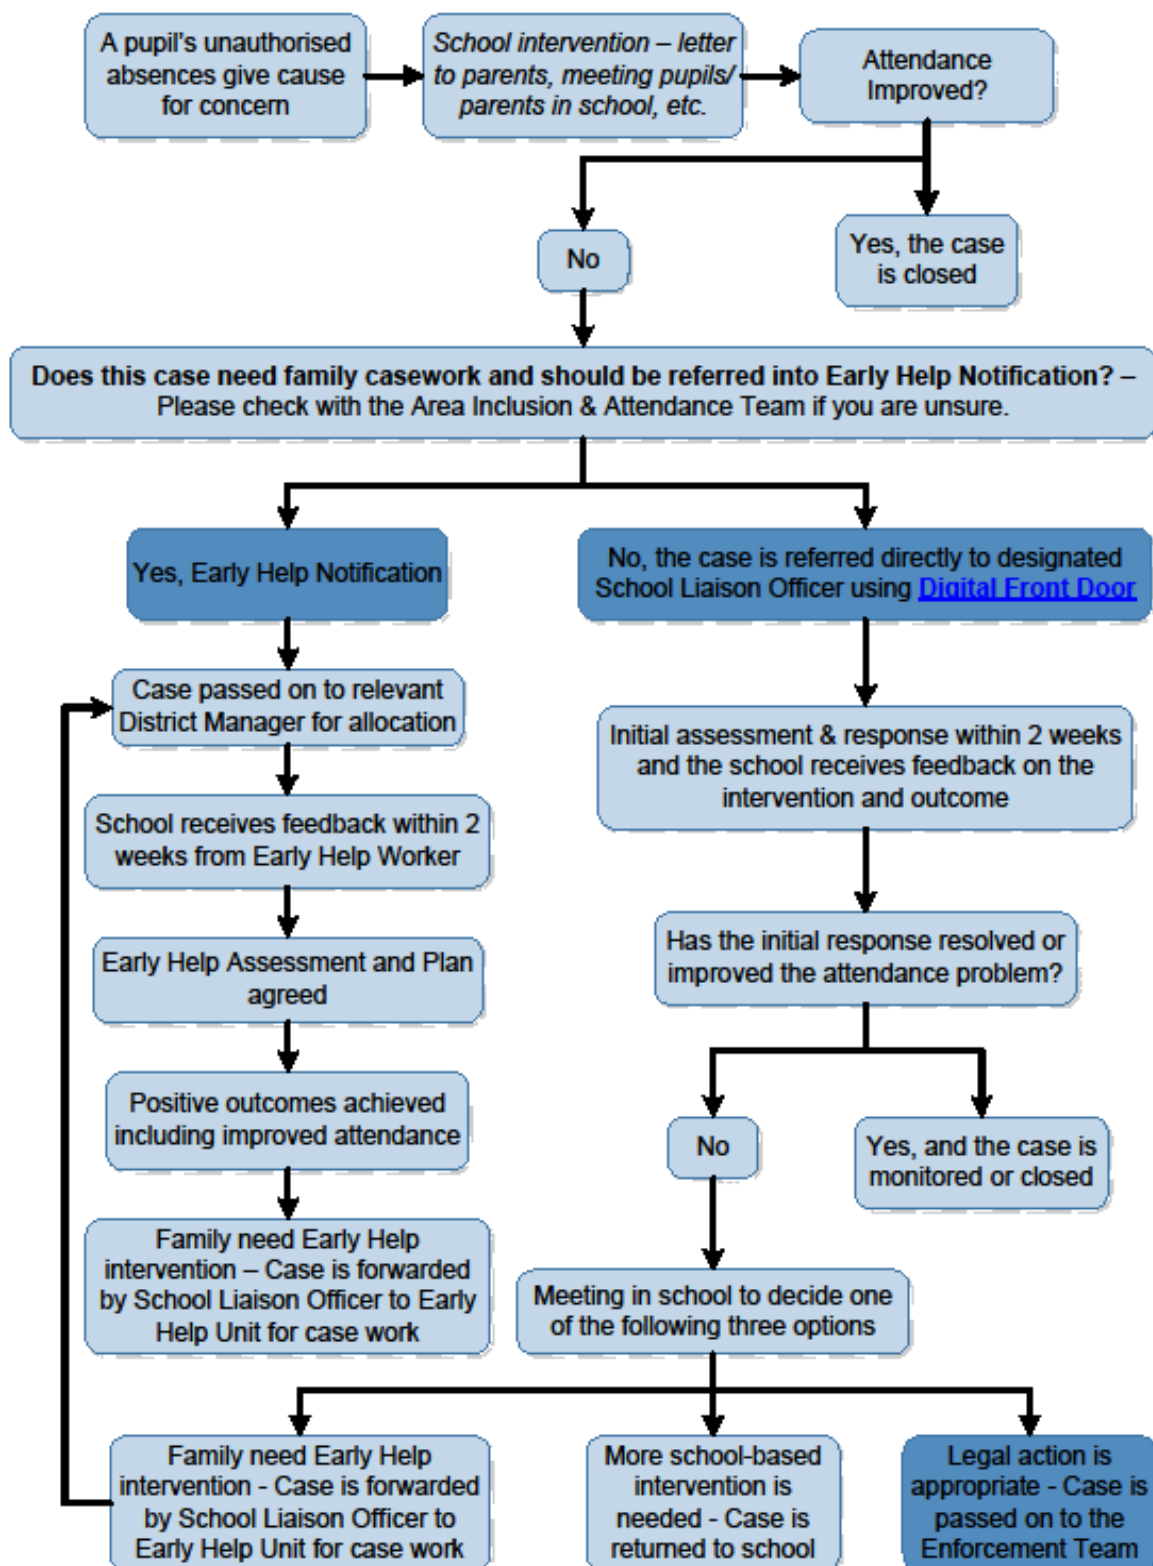 A pupil's unauthorised
absences give cause
for concern
School intervention – letter
to parents, meeting pupils/
parents in school, etc.
Attendance
Improved?
No
Yes, the case
is closed
Does this case need family casework and should be referred into Early Help Notification? –
Please check with the Area Inclusion & Attendance Team if you are unsure.
Yes, Early Help Notification
No, the case is referred directly to designated
School Liaison Officer using Digital Front Door
Case passed on to relevant
District Manager for allocation
School receives feedback within 2
weeks from Early Help Worker
Early Help Assessment and Plan
agreed
Positive outcomes achieved
including improved attendance
Family need Early Help
intervention – Case is forwarded
by School Liaison Officer to Early
Help Unit for case work
Initial assessment & response within 2 weeks
and the school receives feedback on the
intervention and outcome
Has the initial response resolved or
improved the attendance problem?
No
Yes, and the case is
monitored or closed
Meeting in school to decide one
of the following three options
Family need Early Help
intervention - Case is forwarded
by School Liaison Officer to
Early Help Unit for case work
More school-based
intervention is
needed - Case is
returned to school
Legal action is
appropriate - Case is
passed on to the
Enforcement Team